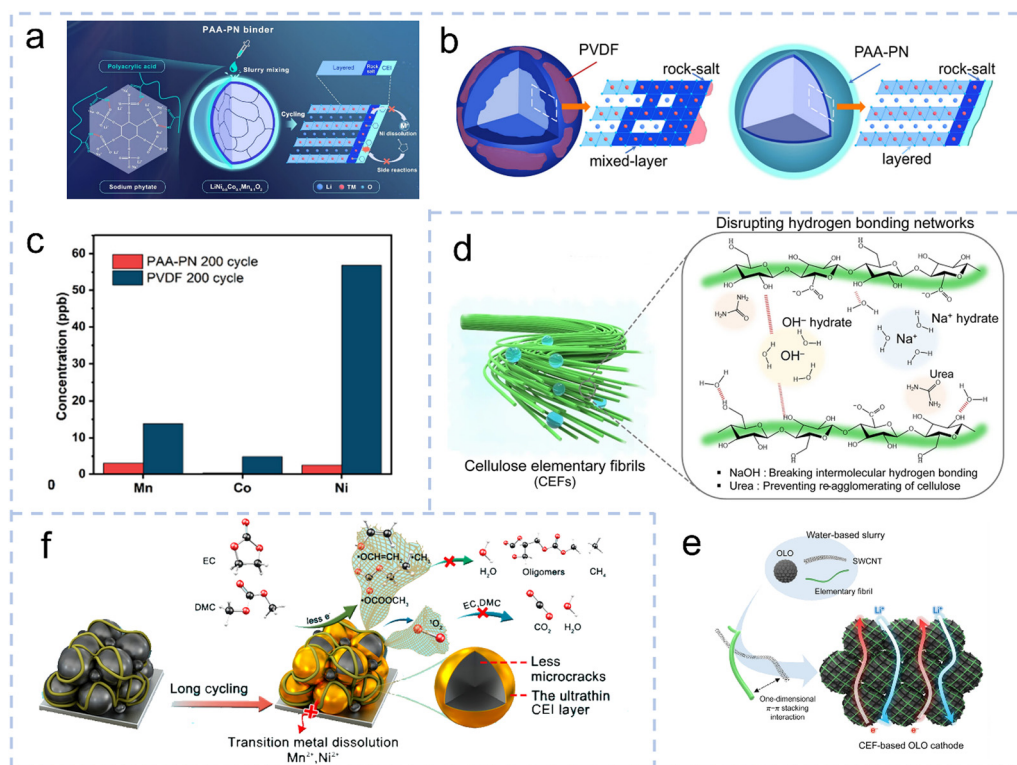 a
PAA-PN binder
Slurry mixing
Polyacrylic acid
Sodium phytate
Cycling
Layered
Rock salt
CEI
Ni dissolution
Side reactions
Li
TM
O
b
PVDF
rock-salt
mixed-layer
PAA-PN
rock-salt
layered
c
Concentration (ppb)
60
50
40
30
20
10
0
0
PAA-PN 200 cycle
PVDF 200 cycle
Mn
Co
Ni
d
Cellulose elementary fibrils
(CEFs)
Disrupting hydrogen bonding networks
OH⁻ hydrate
OH⁻
Na⁺ hydrate
Na⁺
Urea
▪ NaOH : Breaking intermolecular hydrogen bonding
▪ Urea : Preventing re-agglomerating of cellulose
f
EC
DMC
less e⁻
•OCH=CH₂
•CH₃
•OCOOCH₃
H₂O
Oligomers
CH₄
¹O₂
EC,DMC
CO₂
H₂O
Long cycling
Less
microcracks
The ultrathin
CEI layer
Transition metal dissolution
Mn²⁺,Ni²⁺
e
Water-based slurry
OLO
SWCNT
Elementary fibril
One-dimensional
π–π stacking
interaction
Li⁺
Li⁺
e⁻
e⁻
CEF-based OLO cathode